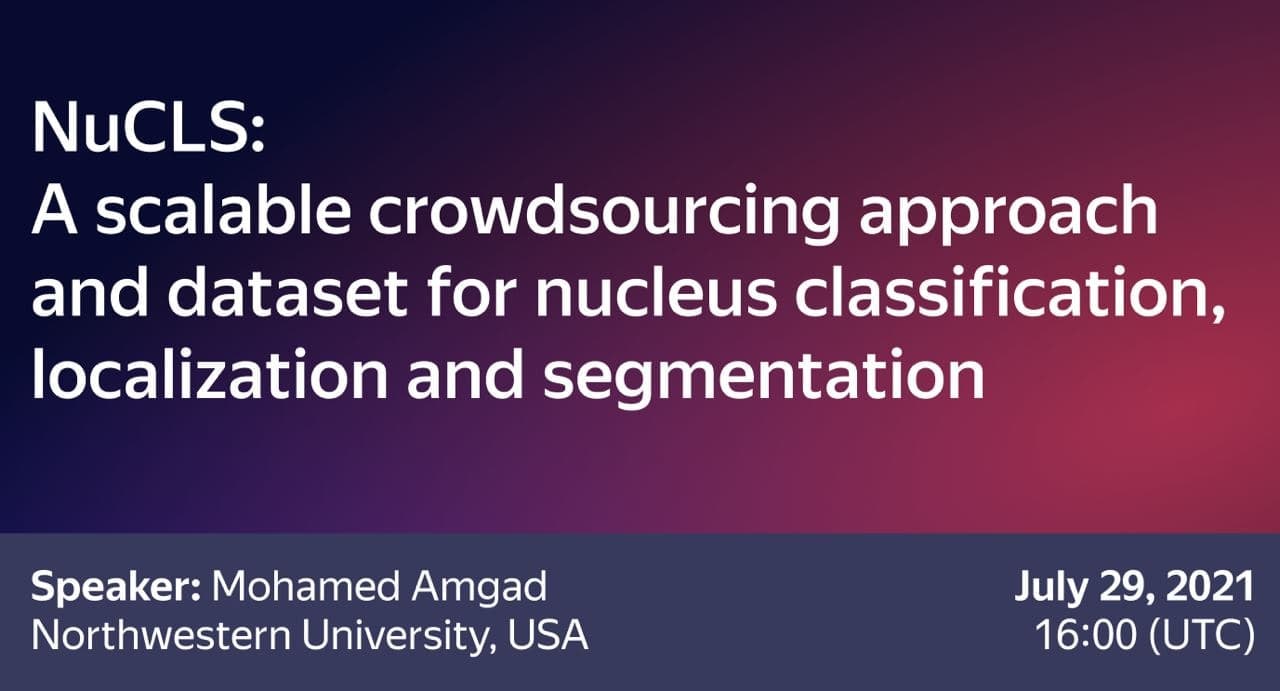 NuCLS:
A scalable crowdsourcing approach
and dataset for nucleus classification,
localization and segmentation
Speaker: Mohamed Amgad
Northwestern University, USA
July 29, 2021
16:00 (UTC)